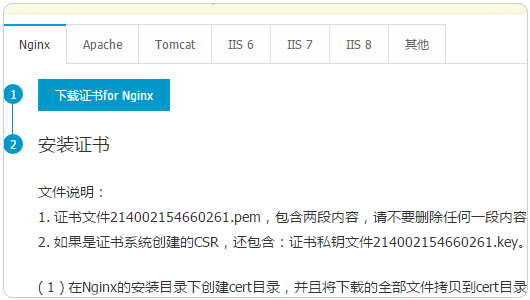 Nginx Apache Tomcat IIS 6 IIS 7 IIS 8 其他
1 下载证书for Nginx
2 安装证书
文件说明：
1. 证书文件214002154660261.pem，包含两段内容，请不要删除任何一段内容
2. 如果是证书系统创建的CSR，还包含：证书私钥文件214002154660261.key。
( 1 ) 在Nginx的安装目录下创建cert目录，并且将下载的全部文件拷贝到cert目录